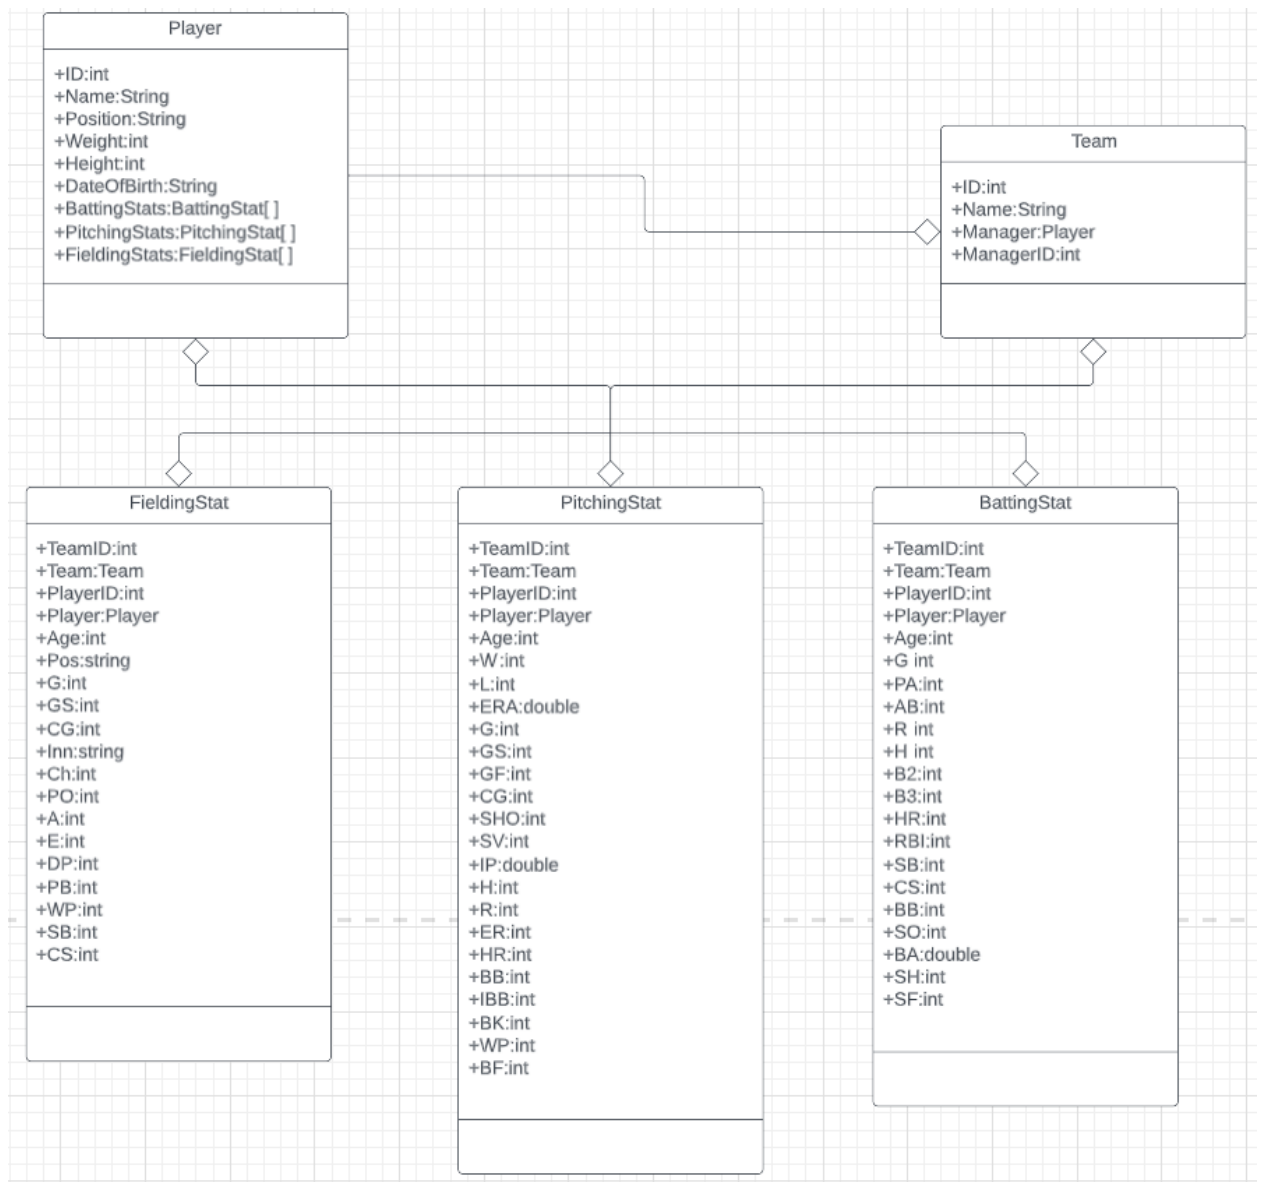 Player
+ID:int
+Name:String
+Position:String
+Weight:int
+Height:int
+DateOfBirth:String
+BattingStats:BattingStat[ ]
+PitchingStats:PitchingStat[ ]
+FieldingStats:FieldingStat[ ]
Team
+ID:int
+Name:String
+Manager:Player
+ManagerID:int
FieldingStat
+TeamID:int
+Team:Team
+PlayerID:int
+Player:Player
+Age:int
+Pos:string
+G:int
+GS:int
+CG:int
+Inn:string
+Ch:int
+PO:int
+A:int
+E:int
+DP:int
+PB:int
+WP:int
+SB:int
+CS:int
PitchingStat
+TeamID:int
+Team:Team
+PlayerID:int
+Player:Player
+Age:int
+W:int
+L:int
+ERA:double
+G:int
+GS:int
+GF:int
+CG:int
+SHO:int
+SV:int
+IP:double
+H:int
+R:int
+ER:int
+HR:int
+BB:int
+IBB:int
+BK:int
+WP:int
+BF:int
BattingStat
+TeamID:int
+Team:Team
+PlayerID:int
+Player:Player
+Age:int
+G int
+PA:int
+AB:int
+R int
+H int
+B2:int
+B3:int
+HR:int
+RBI:int
+SB:int
+CS:int
+BB:int
+SO:int
+BA:double
+SH:int
+SF:int